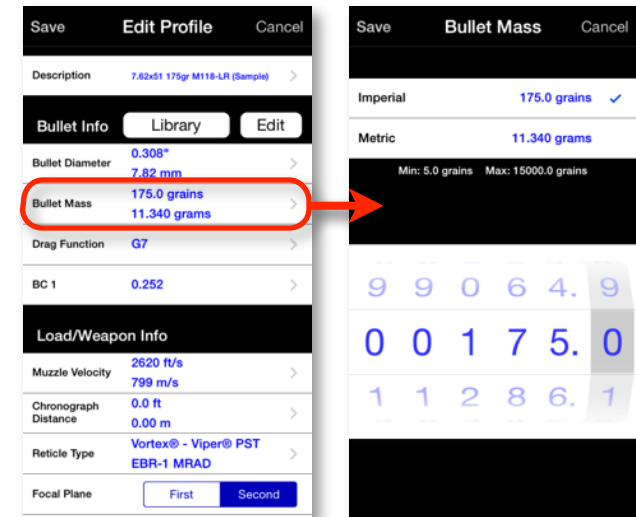 Save Edit Profile Cancel
Description 7.62x51 175gr M118-LR (Sample)
Bullet Info Library Edit
Bullet Diameter 0.308"
7.82 mm
Bullet Mass 175.0 grains
11.340 grams
Drag Function G7
BC 1 0.252
Load/Weapon Info
Muzzle Velocity 2620 ft/s
799 m/s
Chronograph Distance 0.0 ft
0.00 m
Reticle Type Vortex® - Viper® PST
EBR-1 MRAD
Focal Plane First Second
Save Bullet Mass Cancel
Imperial 175.0 grains ✓
Metric 11.340 grams
Min: 5.0 grains Max: 15000.0 grains
9 9 0 6 4. 9
0 0 1 7 5. 0
1 1 2 8 6. 1